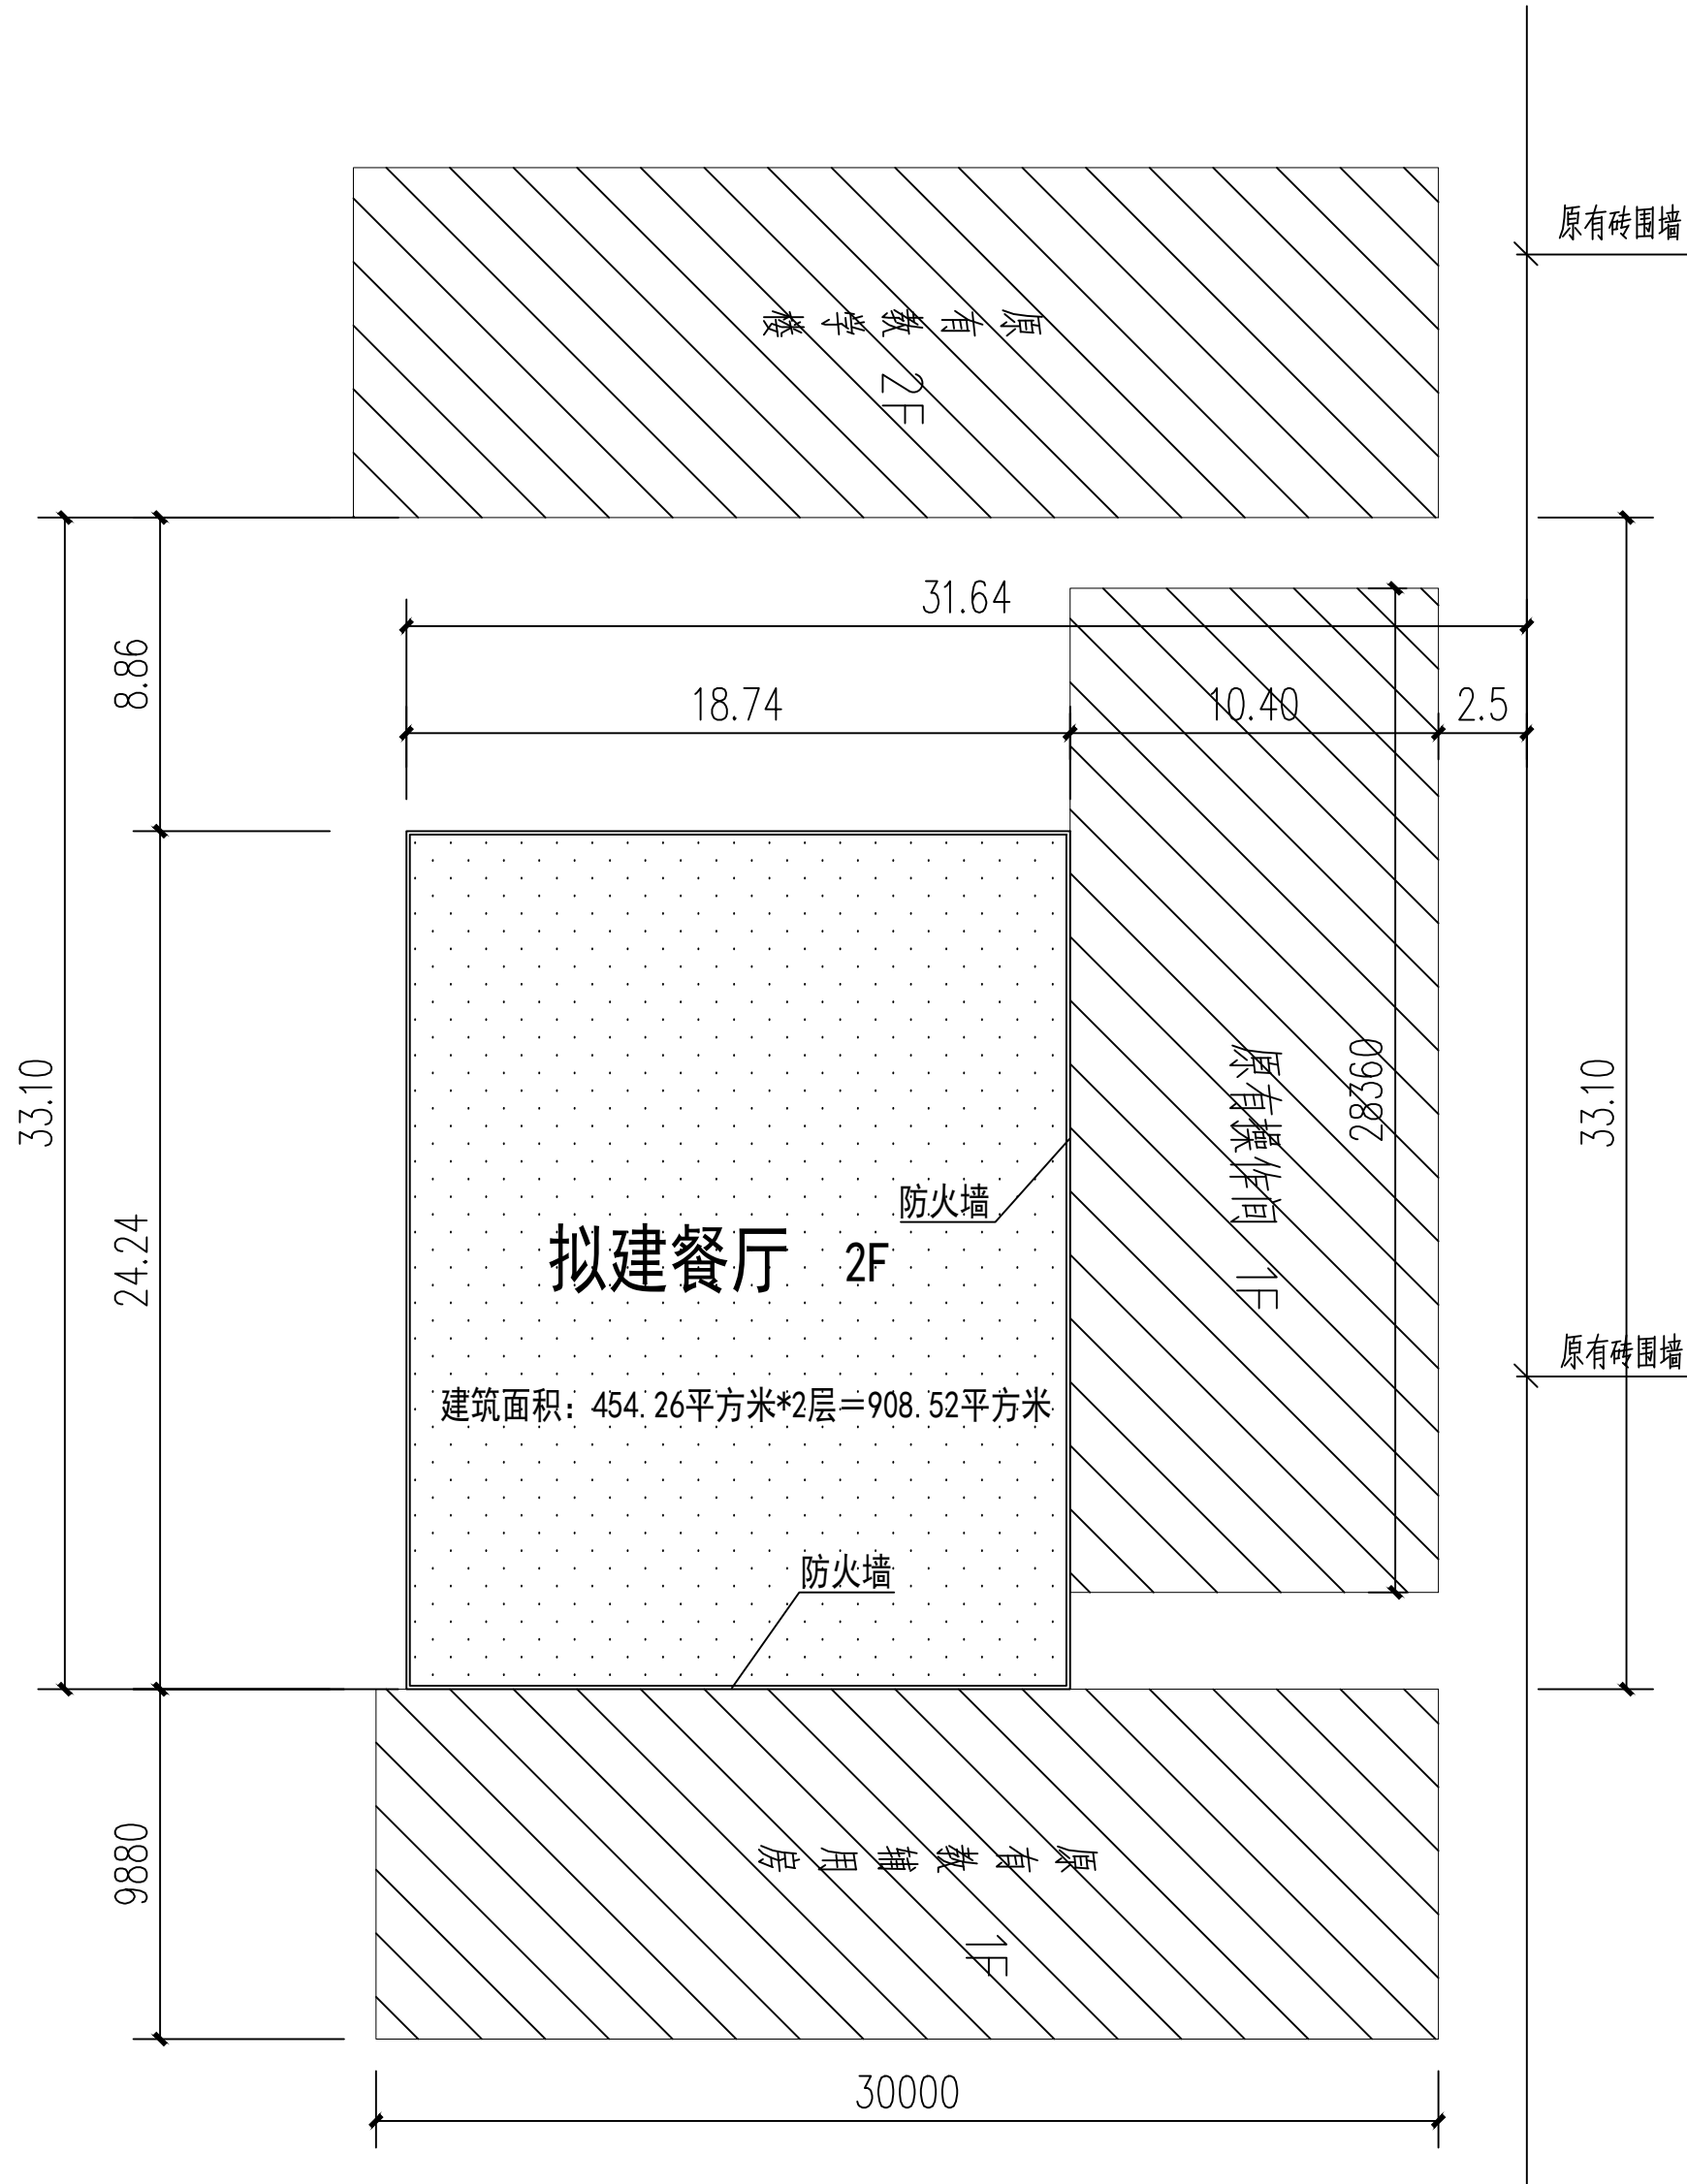 原有砖围墙
原有教学楼
2F
31.64
8.86
18.74
10.40
2.5
33.10
33.10
28360
原有操作间 1F
防火墙
24.24
拟建餐厅 2F
原有砖围墙
建筑面积：454.26平方米*2层＝908.52平方米
防火墙
9880
原有教辅用房
1F
30000